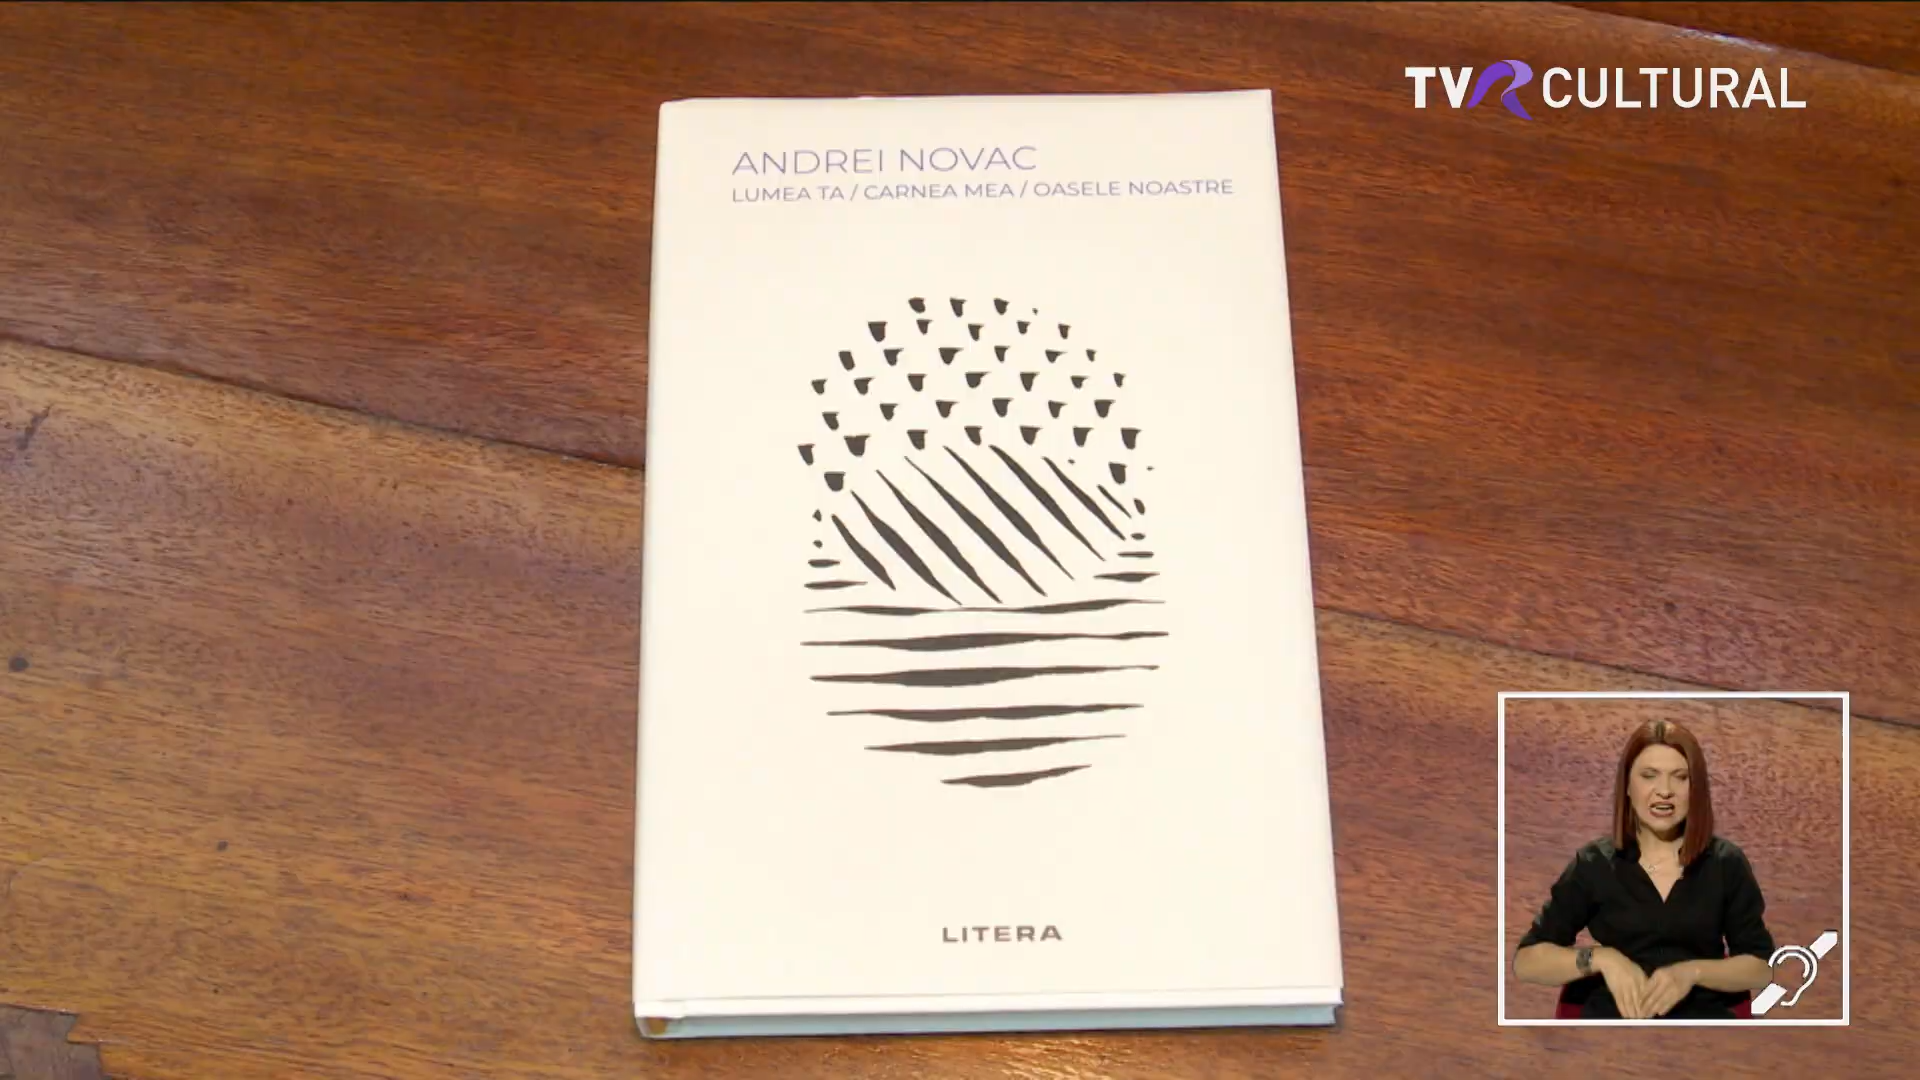 TVR CULTURAL
ANDREI NOVAC
LUMEA TA / CARNEA MEA / OASELE NOASTRE
LITERA